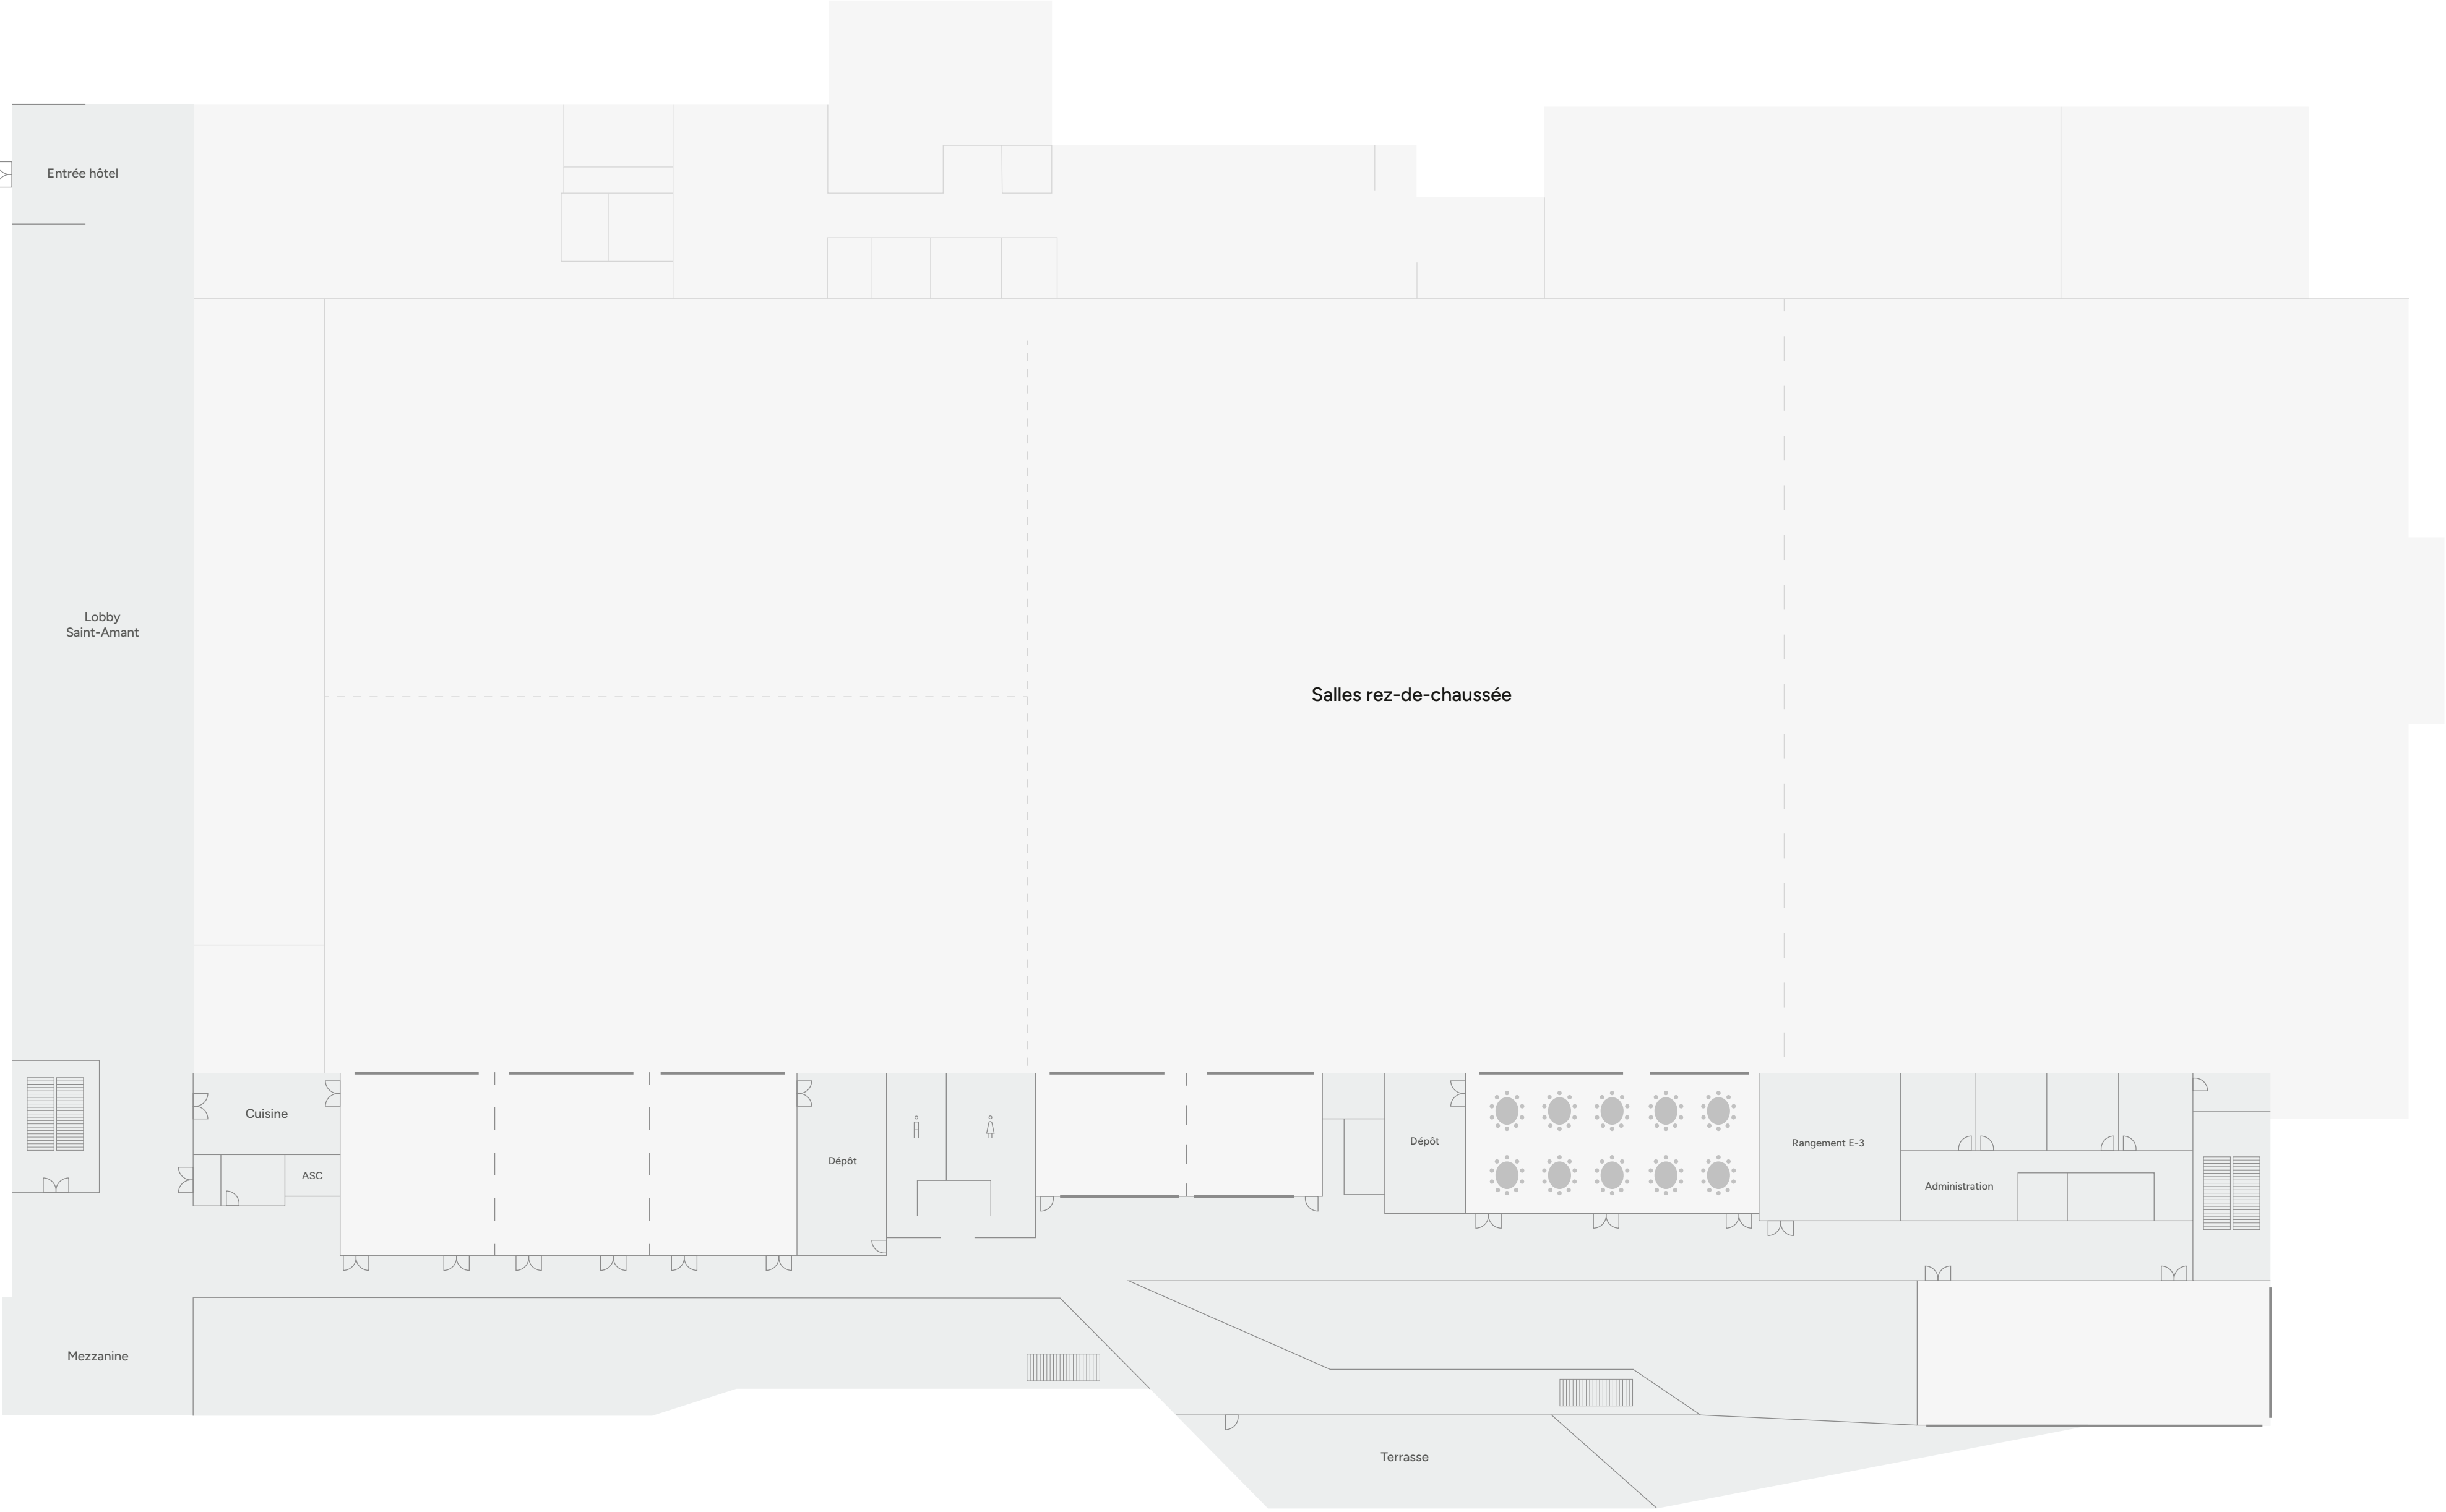 Entrée hôtel
Lobby
Saint-Amant
Salles rez-de-chaussée
Cuisine
ASC
Dépôt
Dépôt
Rangement E-3
Administration
Mezzanine
Terrasse